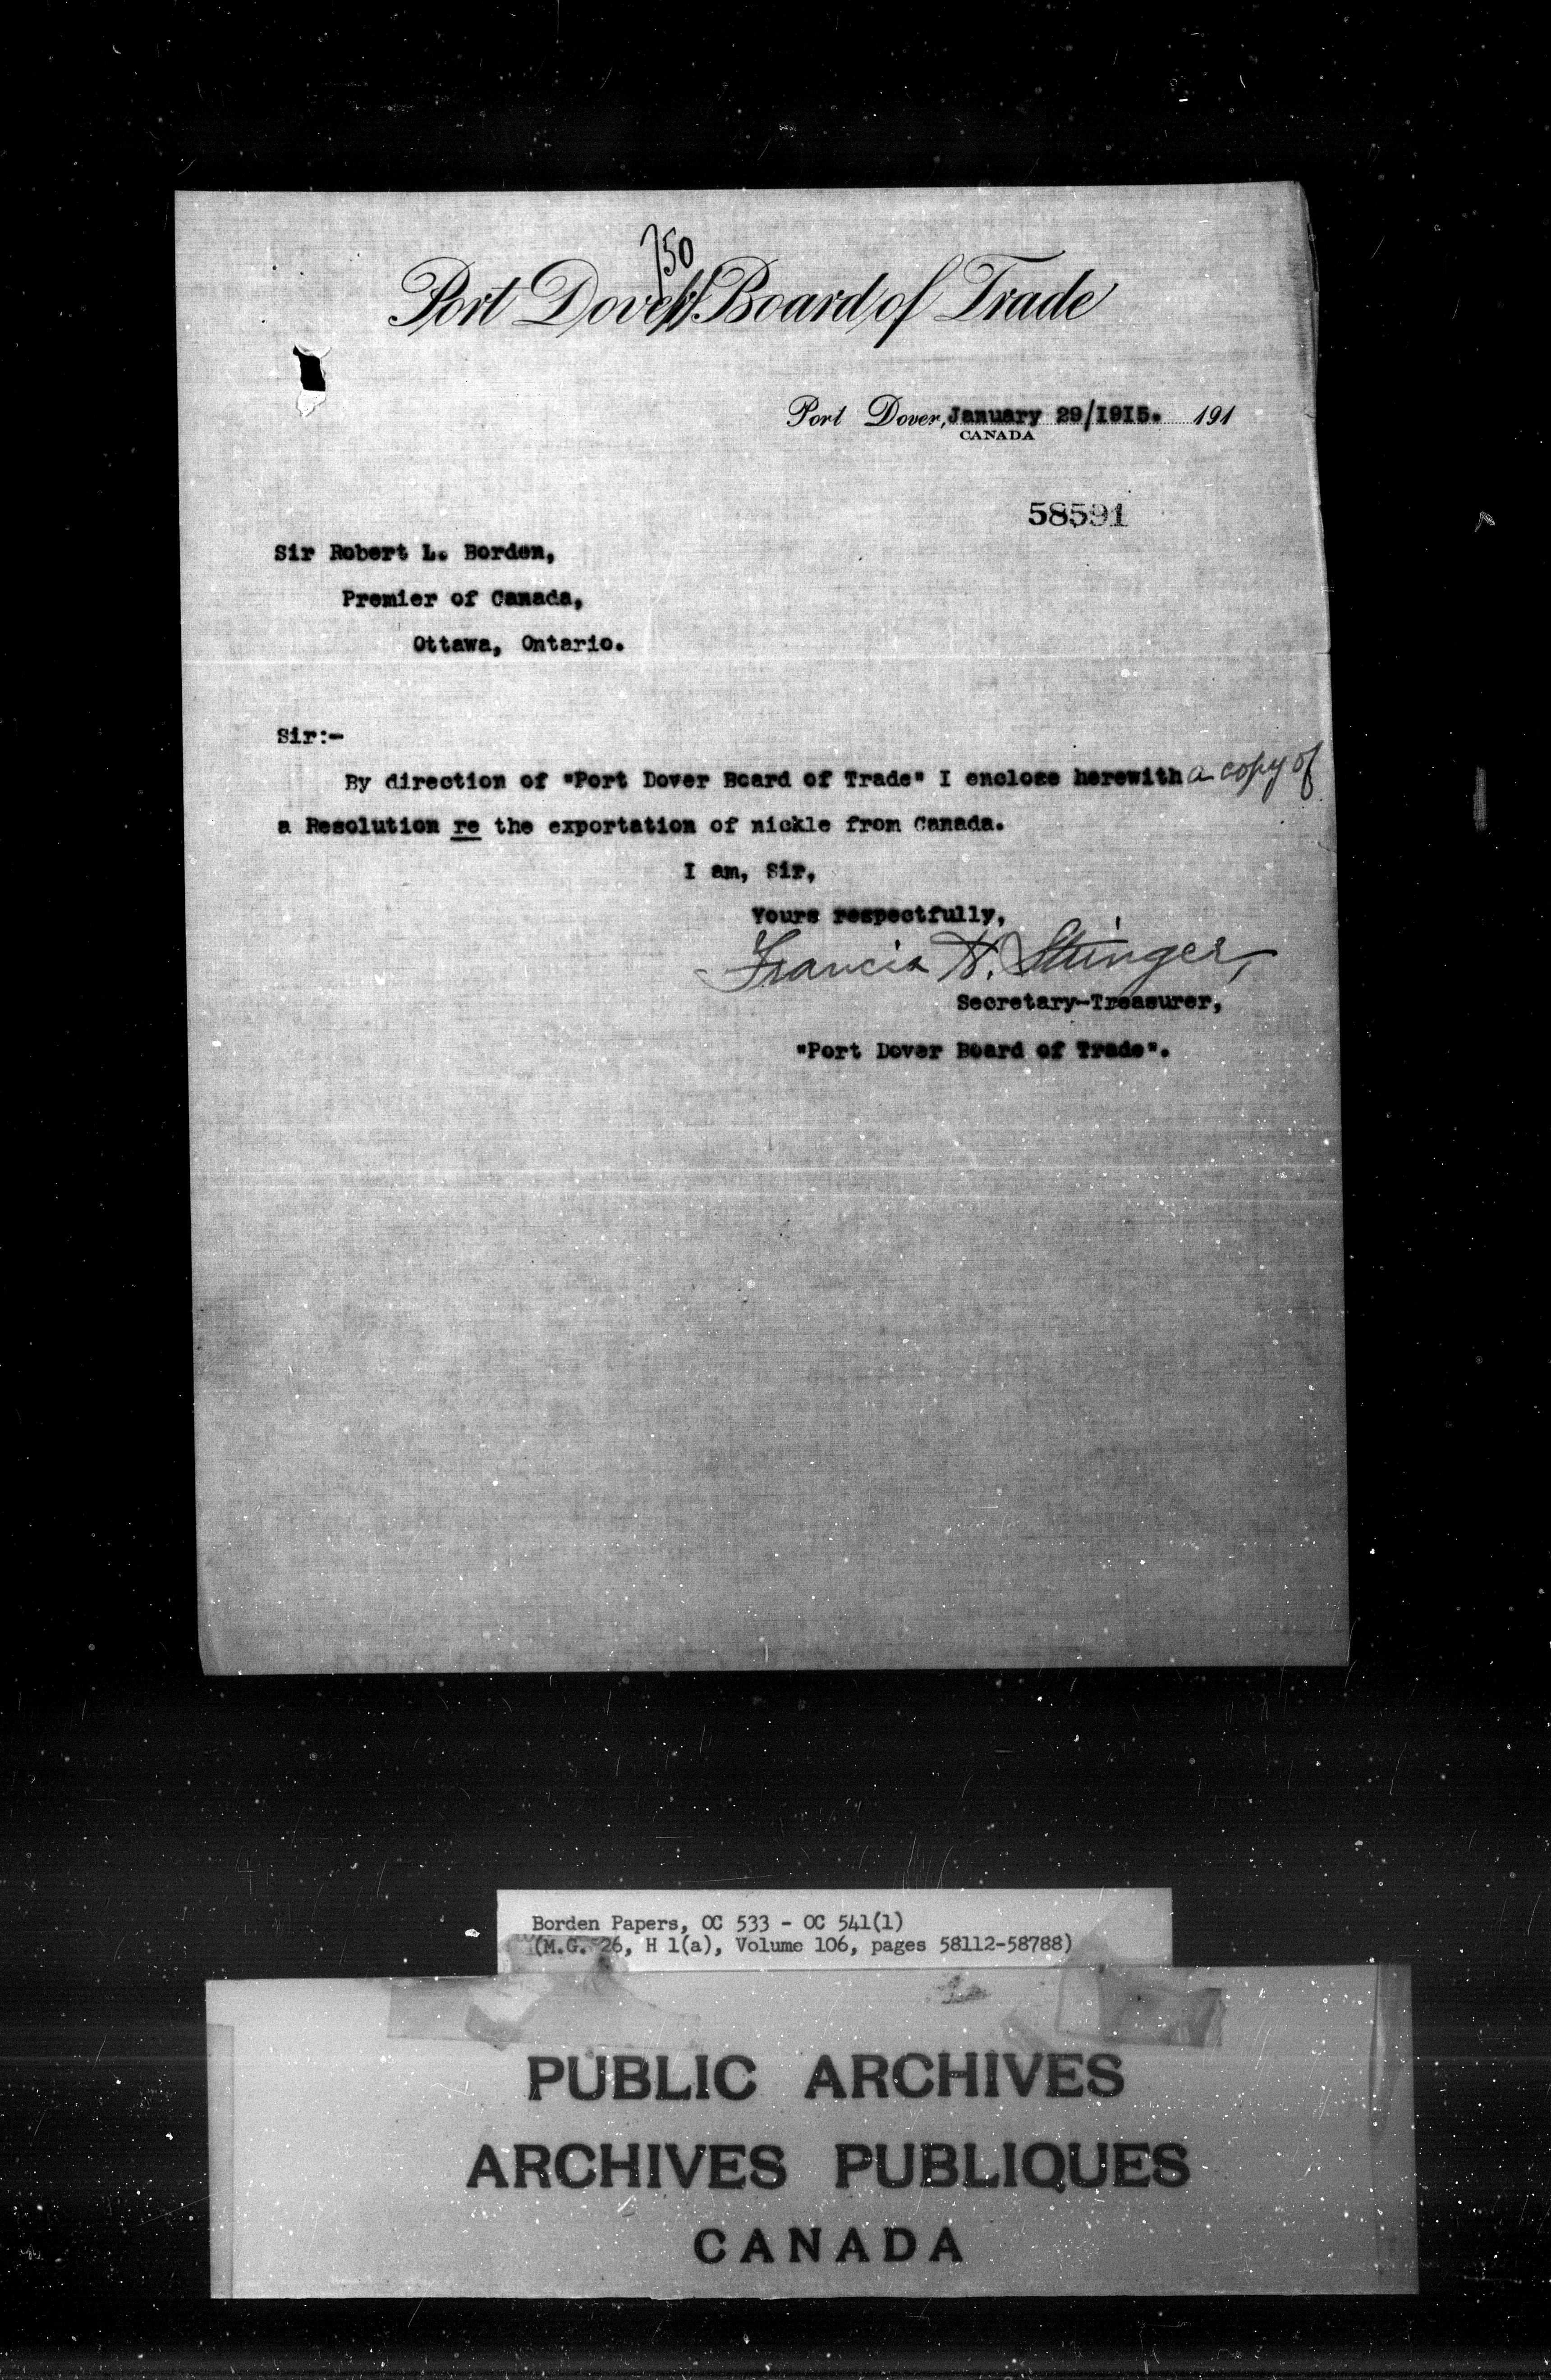 750
Port Dover Board of Trade
Port Dover, January 29/1915. 191
CANADA
58591
Sir Robert L. Borden,
Premier of Canada,
Ottawa, Ontario.
Sir:-
By direction of "Port Dover Board of Trade" I enclose herewith a copy of
a Resolution re the exportation of nickle from Canada.
I am, Sir,
Yours respectfully,
Francis
Secretary-Treasurer,
"Port Dover Board of Trade".
Borden Papers, OC 533 - OC 541(1)
(M.G. 26, H 1(a), Volume 106, pages 58112-58788)
PUBLIC ARCHIVES
ARCHIVES PUBLIQUES
CANADA